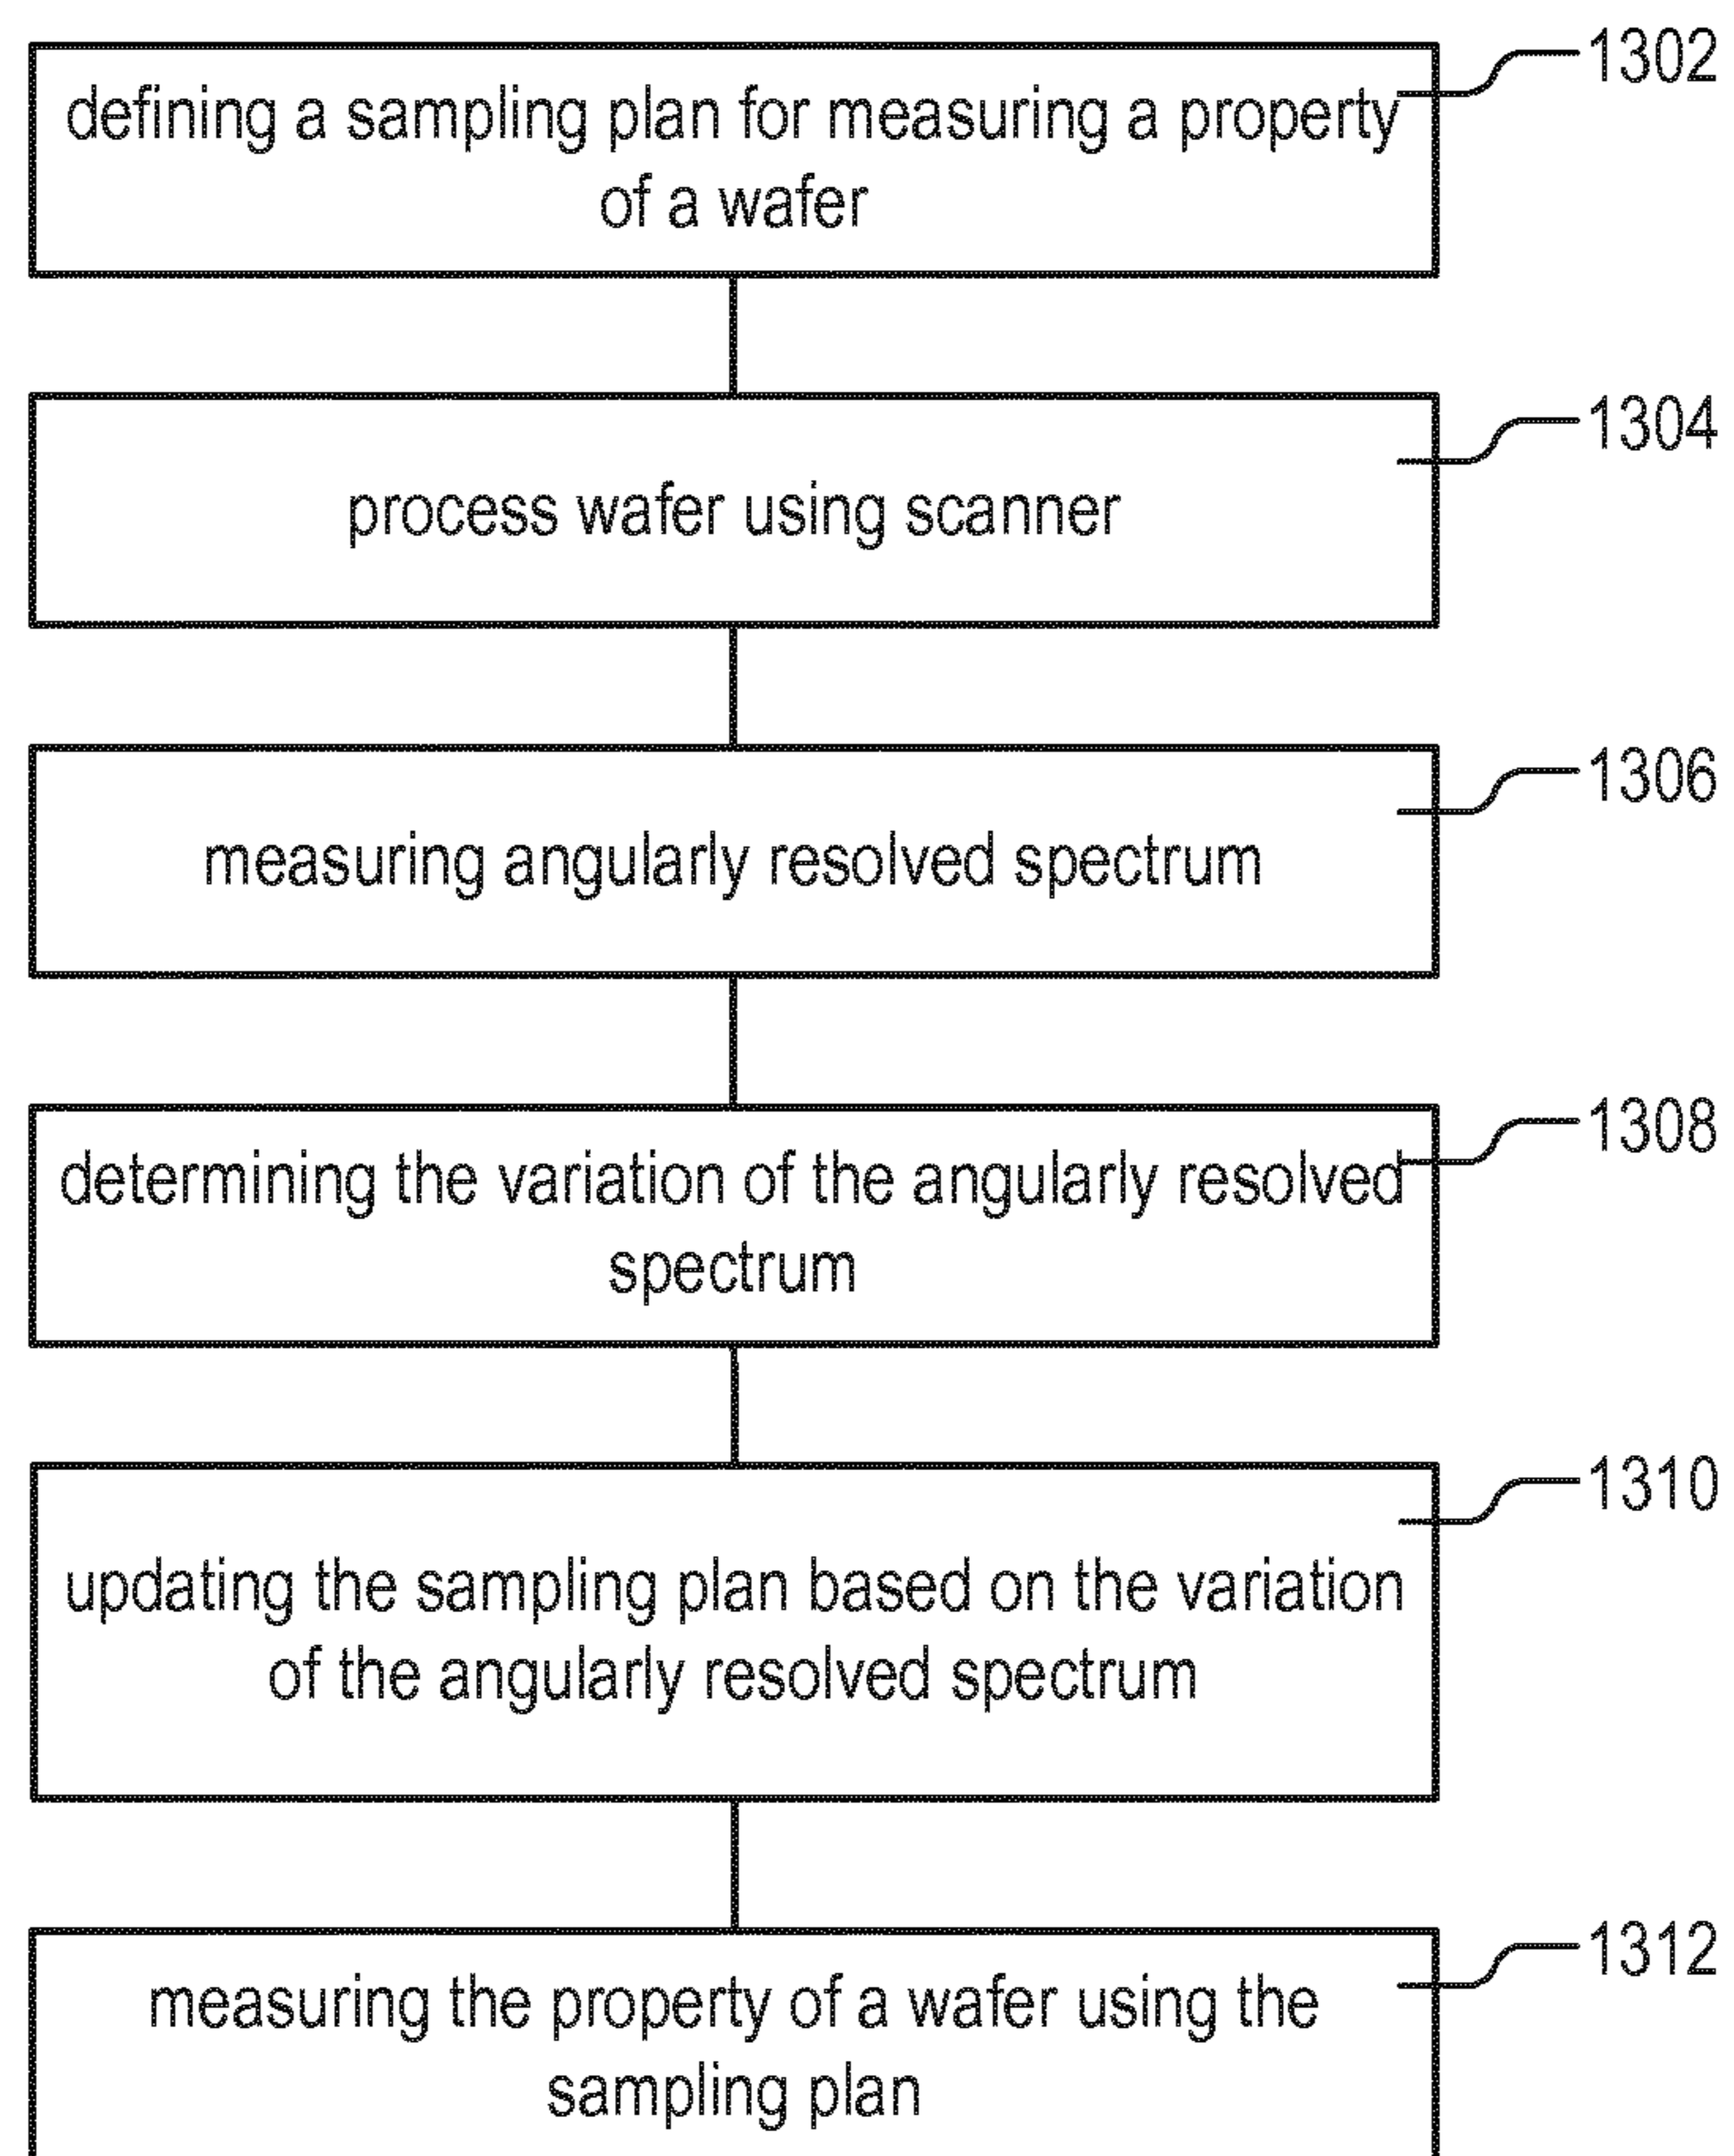 1302
defining a sampling plan for measuring a property
of a wafer
1304
process wafer using scanner
1306
measuring angularly resolved spectrum
1308
determining the variation of the angularly resolved
spectrum
1310
updating the sampling plan based on the variation
of the angularly resolved spectrum
1312
measuring the property of a wafer using the
sampling plan